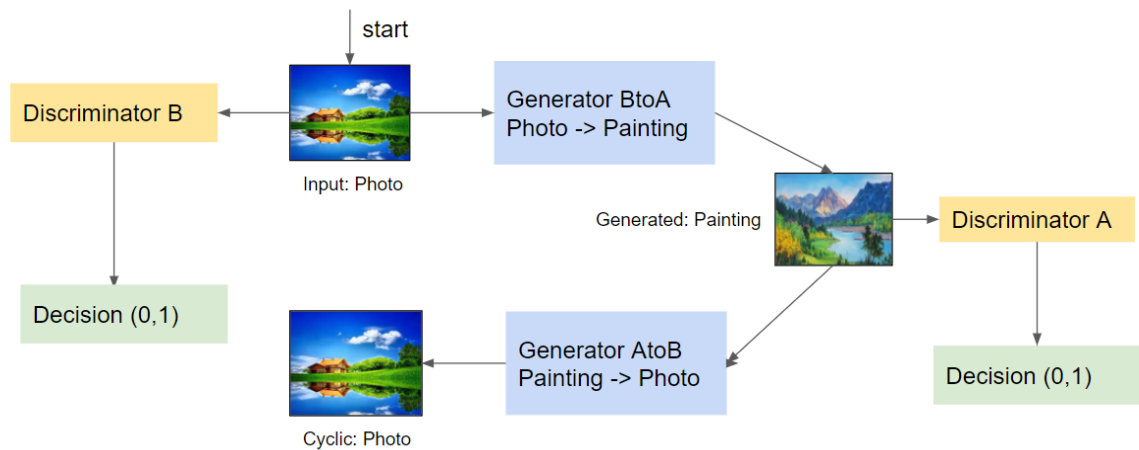 start
Discriminator B
Generator BtoA
Photo -> Painting
Input: Photo
Generated: Painting
Discriminator A
Decision (0,1)
Generator AtoB
Painting -> Photo
Decision (0,1)
Cyclic: Photo